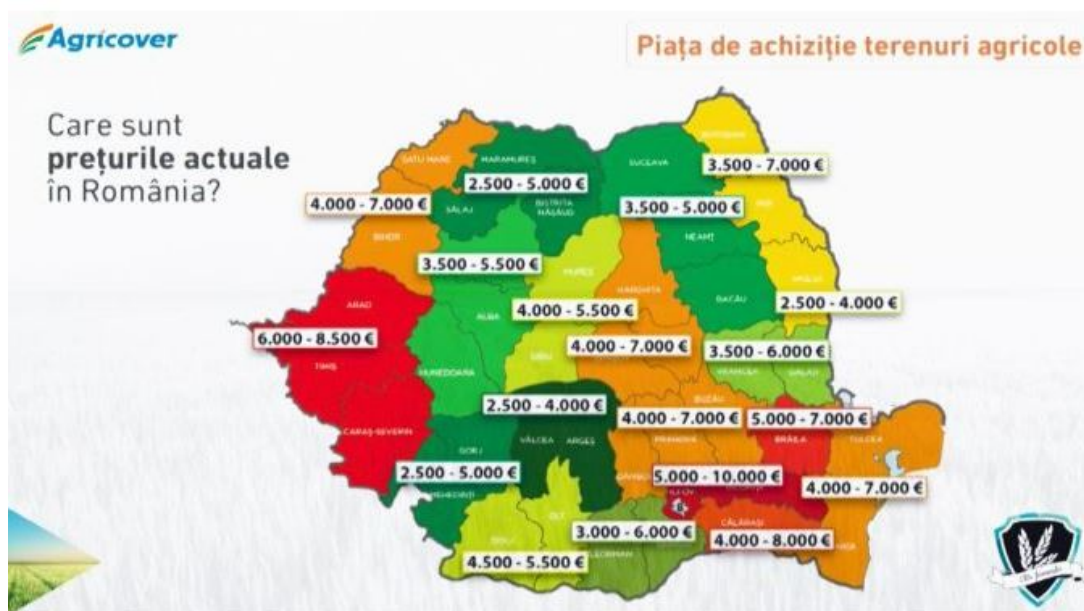 Agricover
Piața de achiziție terenuri agricole
Care sunt
prețurile actuale
în România?
SATU MARE
MARAMUREȘ
SUCEAVA
3.500 - 7.000 €
2.500 - 5.000 €
4.000 - 7.000 €
SĂLAJ
BISTRIȚA
NĂSĂUD
3.500 - 5.000 €
BIHOR
NEAMȚ
3.500 - 5.500 €
MUREȘ
HARGHITA
VASLUI
BACĂU
2.500 - 4.000 €
ARAD
4.000 - 5.500 €
ALBA
6.000 - 8.500 €
4.000 - 7.000 €
3.500 - 6.000 €
SIBIU
TIMIȘ
HUNEDOARA
VRANCEA
GALAȚI
2.500 - 4.000 €
BUZĂU
4.000 - 7.000 €
5.000 - 7.000 €
CARAȘ-SEVERIN
VÂLCEA
ARGEȘ
PRAHOVA
BRĂILA
TULCEA
GORJ
2.500 - 5.000 €
5.000 - 10.000 €
4.000 - 7.000 €
MEHEDINȚI
OLT
CĂLĂRAȘI
3.000 - 6.000 €
4.000 - 8.000 €
DOLJ
4.500 - 5.500 €